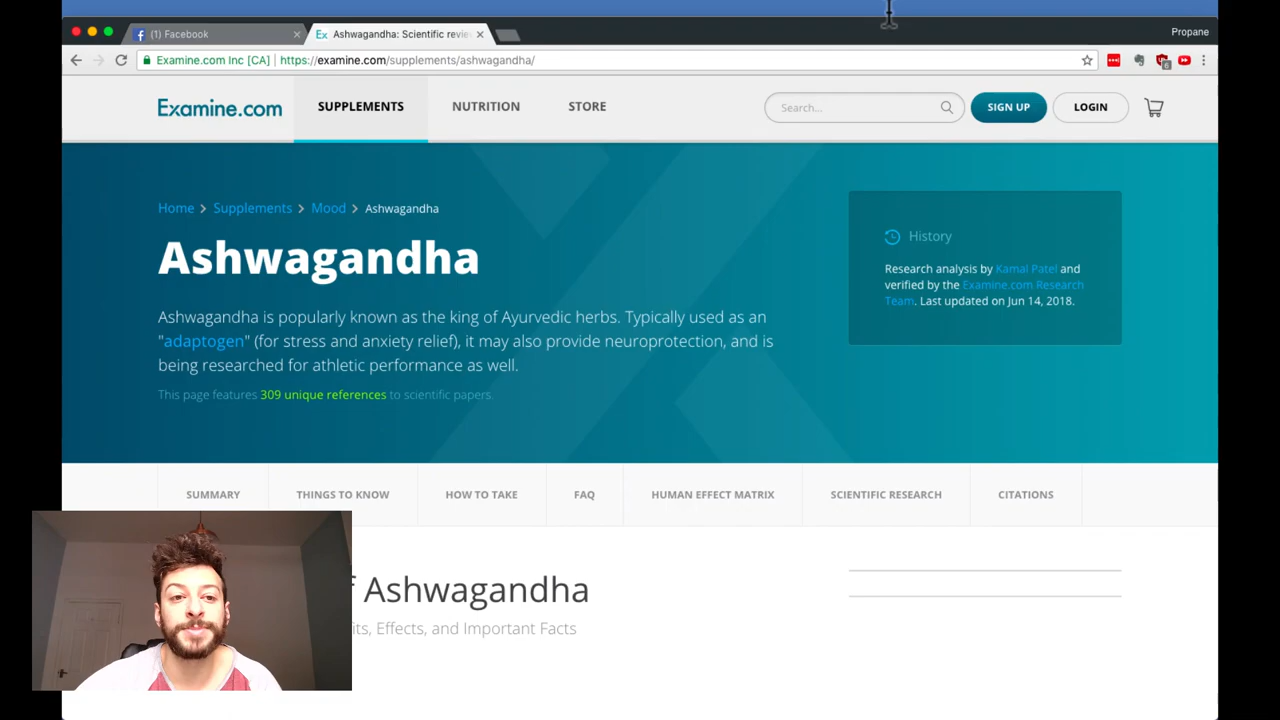 (1) Facebook
Ex Ashwagandha: Scientific revie
Propane
Examine.com Inc [CA] https://examine.com/supplements/ashwagandha/
6
Examine.com
SUPPLEMENTS
NUTRITION
STORE
Search...
SIGN UP
LOGIN
Home > Supplements > Mood > Ashwagandha
Ashwagandha
Ashwagandha is popularly known as the king of Ayurvedic herbs. Typically used as an
"adaptogen" (for stress and anxiety relief), it may also provide neuroprotection, and is
being researched for athletic performance as well.
This page features 309 unique references to scientific papers.
History
Research analysis by Kamal Patel and
verified by the Examine.com Research
Team. Last updated on Jun 14, 2018.
SUMMARY
THINGS TO KNOW
HOW TO TAKE
FAQ
HUMAN EFFECT MATRIX
SCIENTIFIC RESEARCH
CITATIONS
Ashwagandha
Effects, and Important Facts